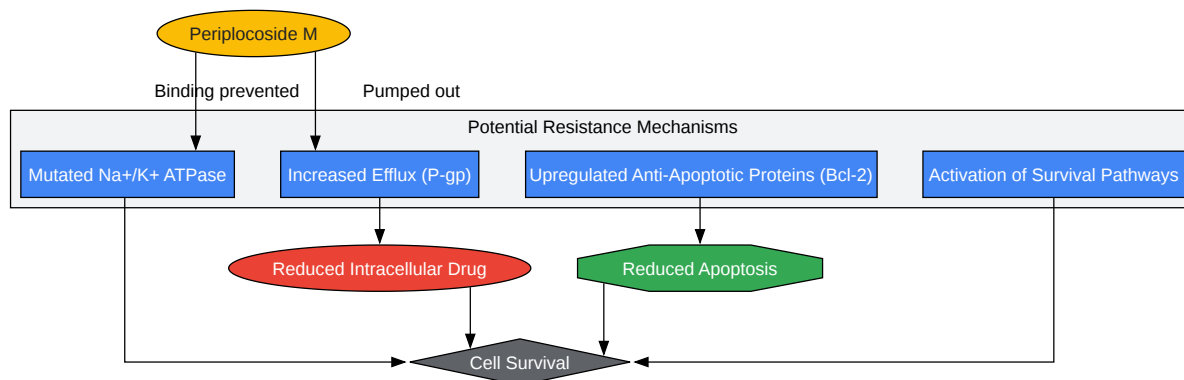 Periplocoside M
Binding prevented
Pumped out
Potential Resistance Mechanisms
Mutated Na+/K+ ATPase
Increased Efflux (P-gp)
Upregulated Anti-Apoptotic Proteins (Bcl-2)
Activation of Survival Pathways
Reduced Intracellular Drug
Reduced Apoptosis
Cell Survival